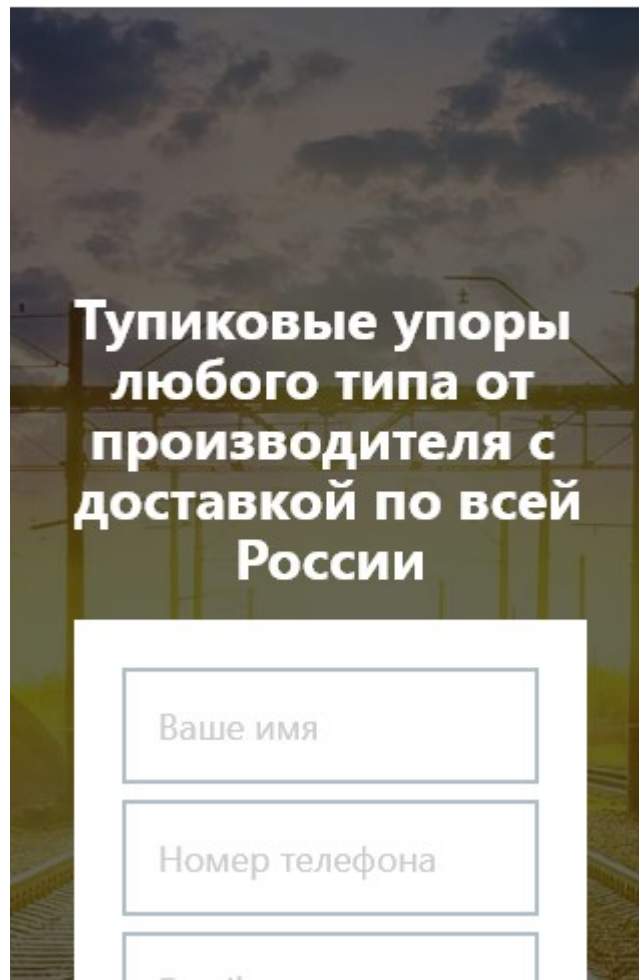 Тупиковые упоры
любого типа от
производителя с
доставкой по всей
России
Ваше имя
Номер телефона